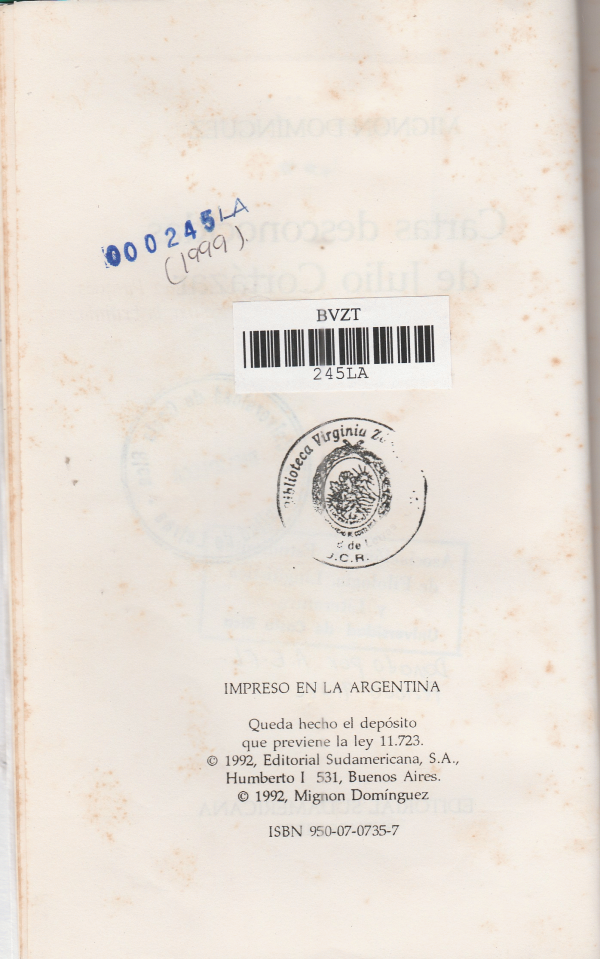 000245LA
(1999).
BVZT
245LA
Biblioteca Virginia
U.C.R.
IMPRESO EN LA ARGENTINA
Queda hecho el depósito
que previene la ley 11.723.
© 1992, Editorial Sudamericana, S.A.,
Humberto I 531, Buenos Aires.
© 1992, Mignon Domínguez
ISBN 950-07-0735-7